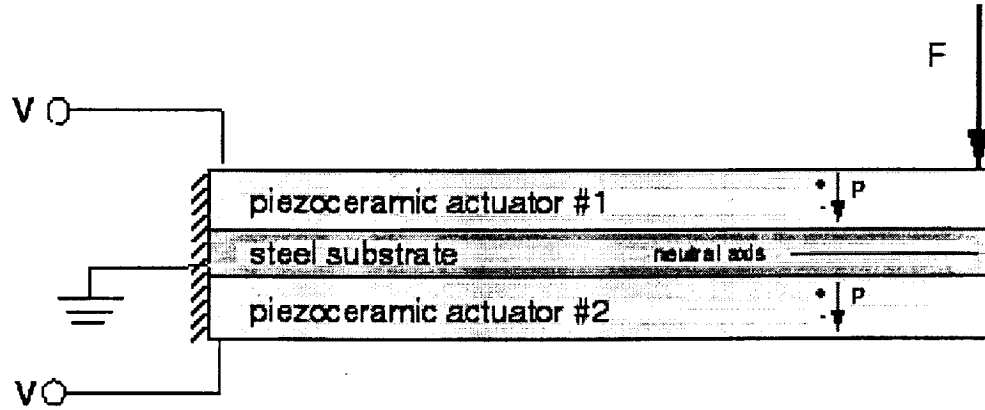 F
V
piezoceramic actuator #1
+ P
-
steel substrate neutral axis
piezoceramic actuator #2
+ P
-
V